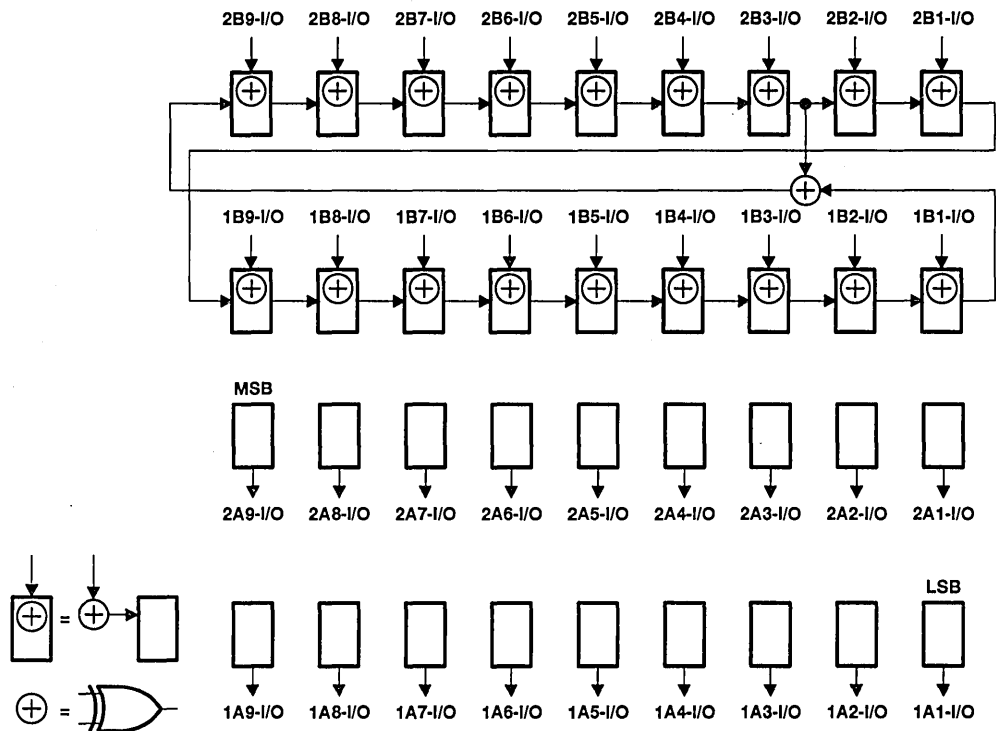 2B9-I/O 2B8-I/O 2B7-I/O 2B6-I/O 2B5-I/O 2B4-I/O 2B3-I/O 2B2-I/O 2B1-I/O
1B9-I/O 1B8-I/O 1B7-I/O 1B6-I/O 1B5-I/O 1B4-I/O 1B3-I/O 1B2-I/O 1B1-I/O
MSB
2A9-I/O 2A8-I/O 2A7-I/O 2A6-I/O 2A5-I/O 2A4-I/O 2A3-I/O 2A2-I/O 2A1-I/O
LSB
=
=
1A9-I/O 1A8-I/O 1A7-I/O 1A6-I/O 1A5-I/O 1A4-I/O 1A3-I/O 1A2-I/O 1A1-I/O